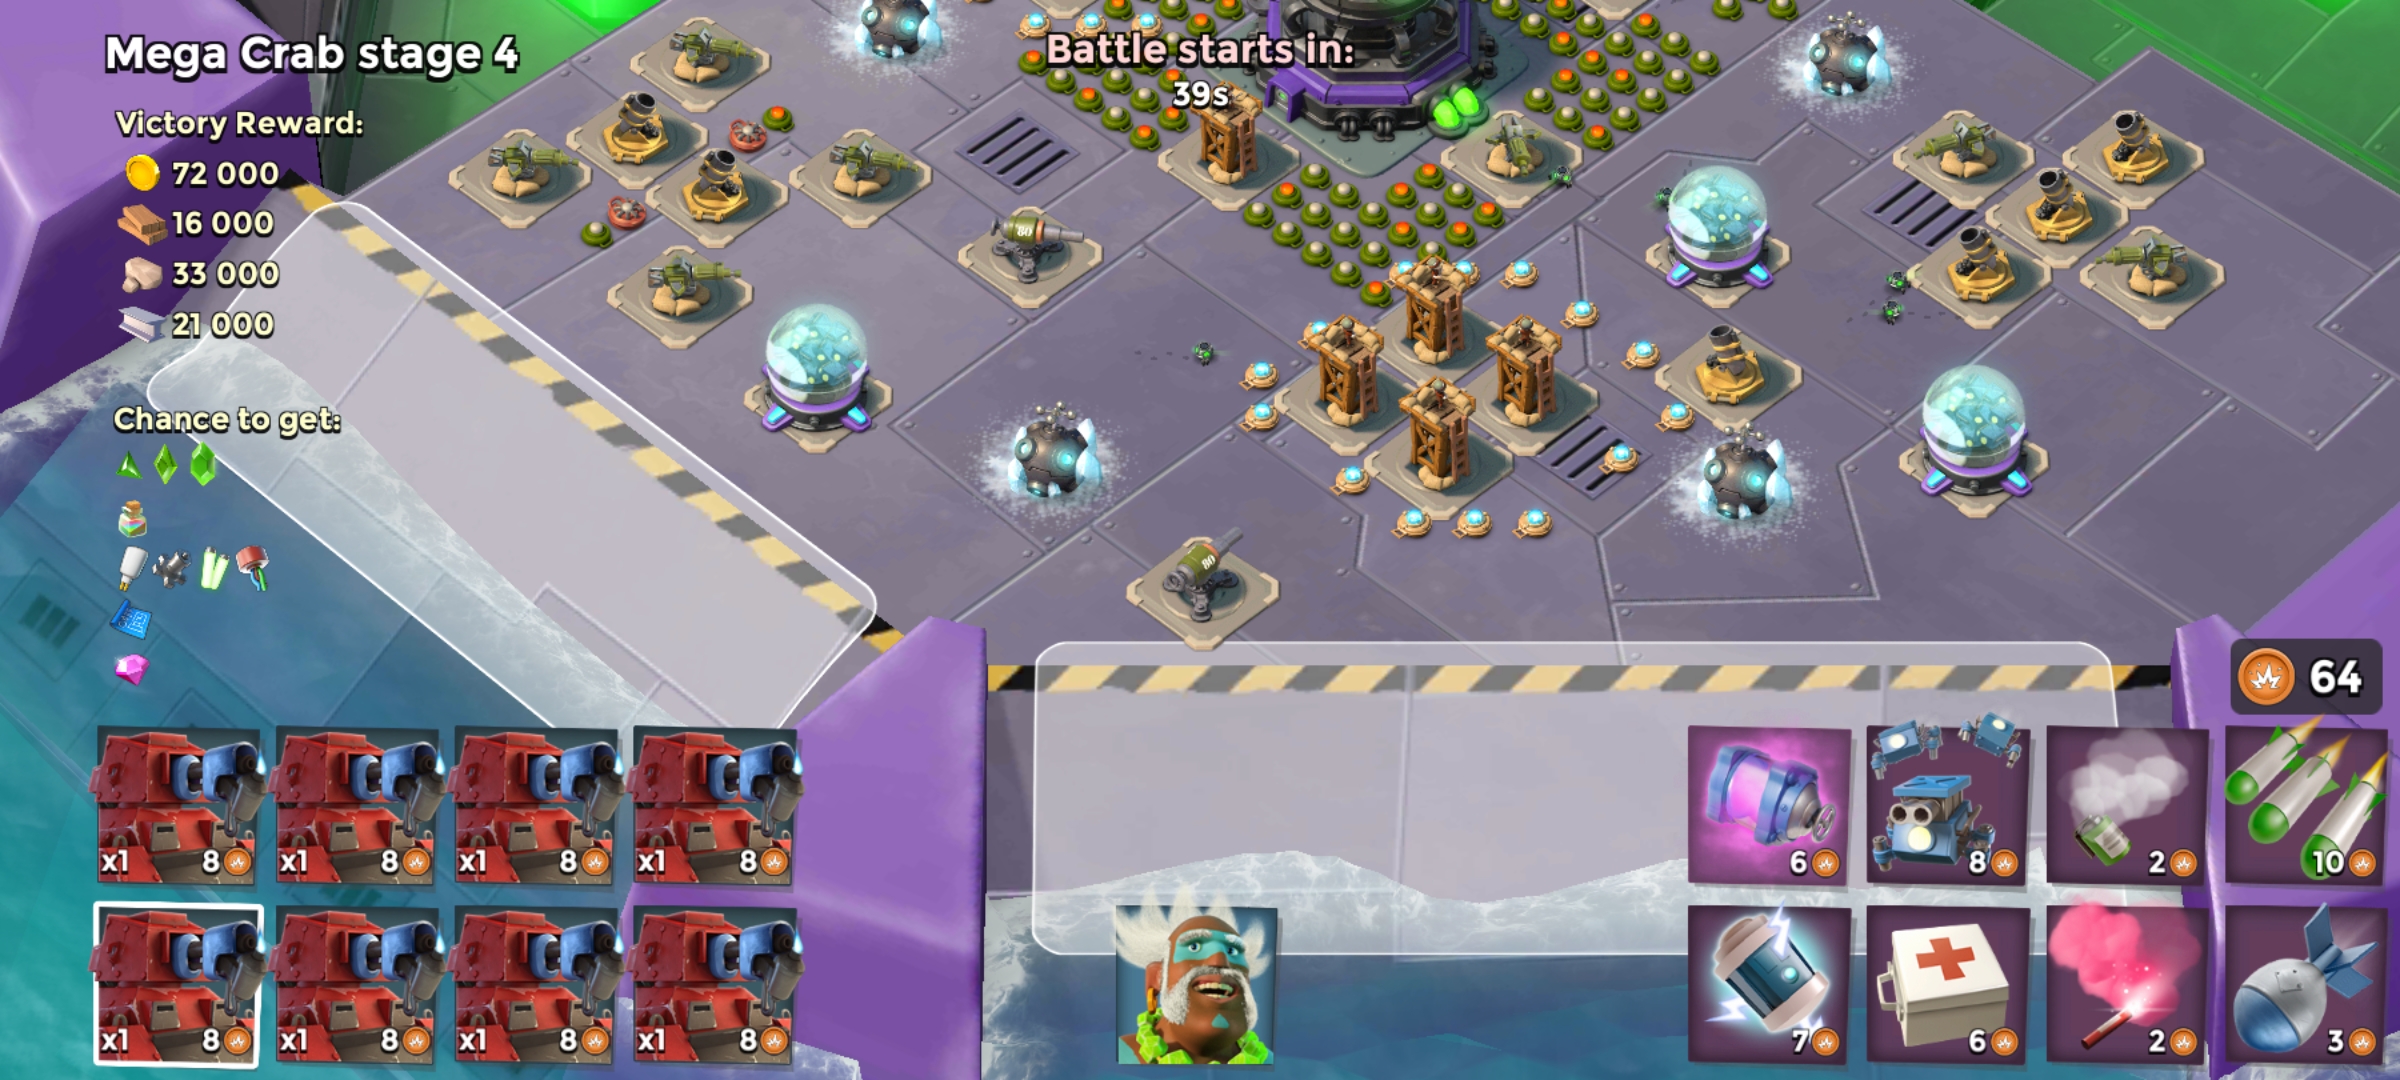 Mega Crab stage 4
Victory Reward:
72 000
16 000
33 000
21 000
Chance to get:
Battle starts in:
39s
80
80
64
x1 8
x1 8
x1 8
x1 8
6
8
2
10
x1 8
x1 8
x1 8
x1 8
7
6
2
3